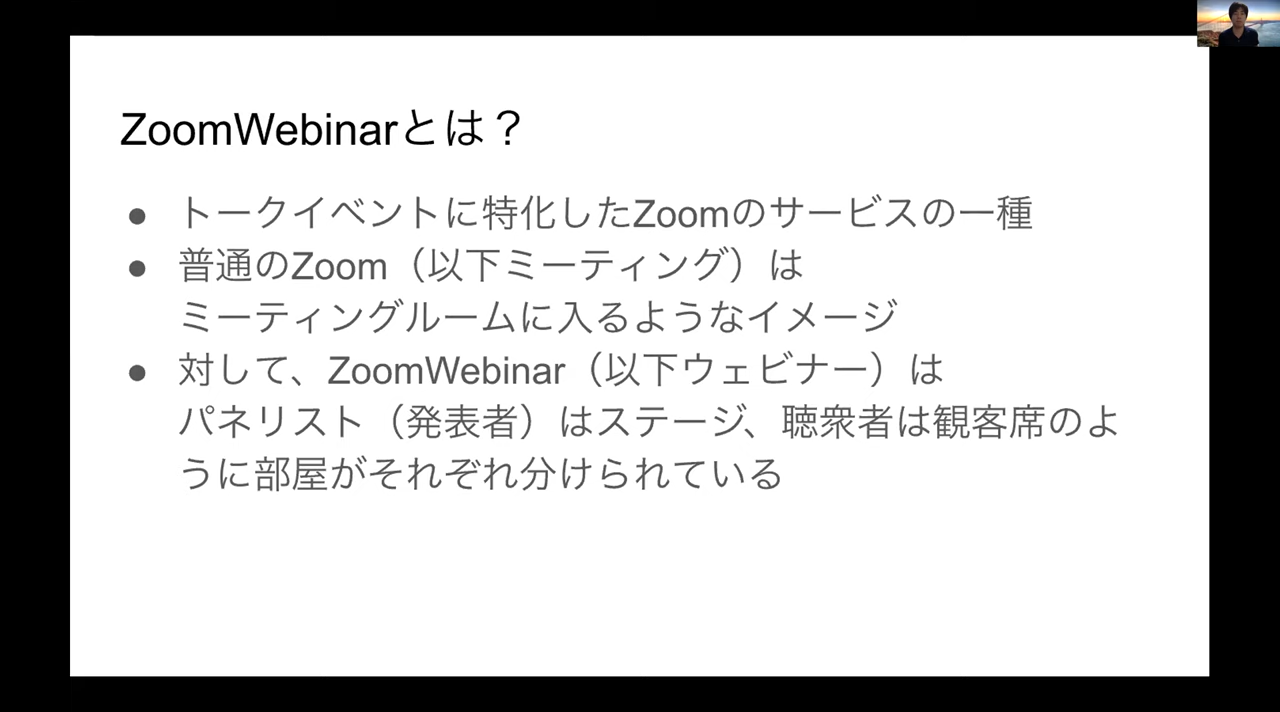 ZoomWebinarとは？
● トークイベントに特化したZoomのサービスの一種
● 普通のZoom（以下ミーティング）は
ミーティングルームに入るようなイメージ
● 対して、ZoomWebinar（以下ウェビナー）は
パネリスト（発表者）はステージ、聴衆者は観客席のよ
うに部屋がそれぞれ分けられている